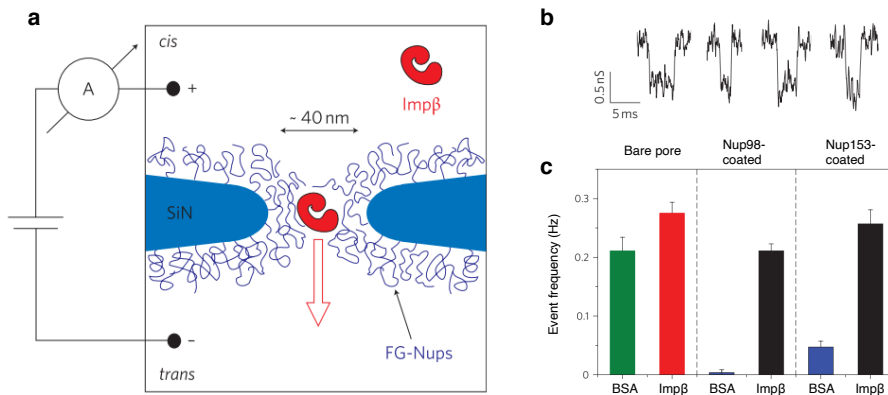 a
cis
A
+
Impβ
~ 40 nm
SiN
FG-Nups
−
trans
b
0.5 nS
5 ms
c
Bare pore
Nup98-
coated
Nup153-
coated
Event frequency (Hz)
0.3
0.2
0.1
0
BSA Impβ BSA Impβ BSA Impβ